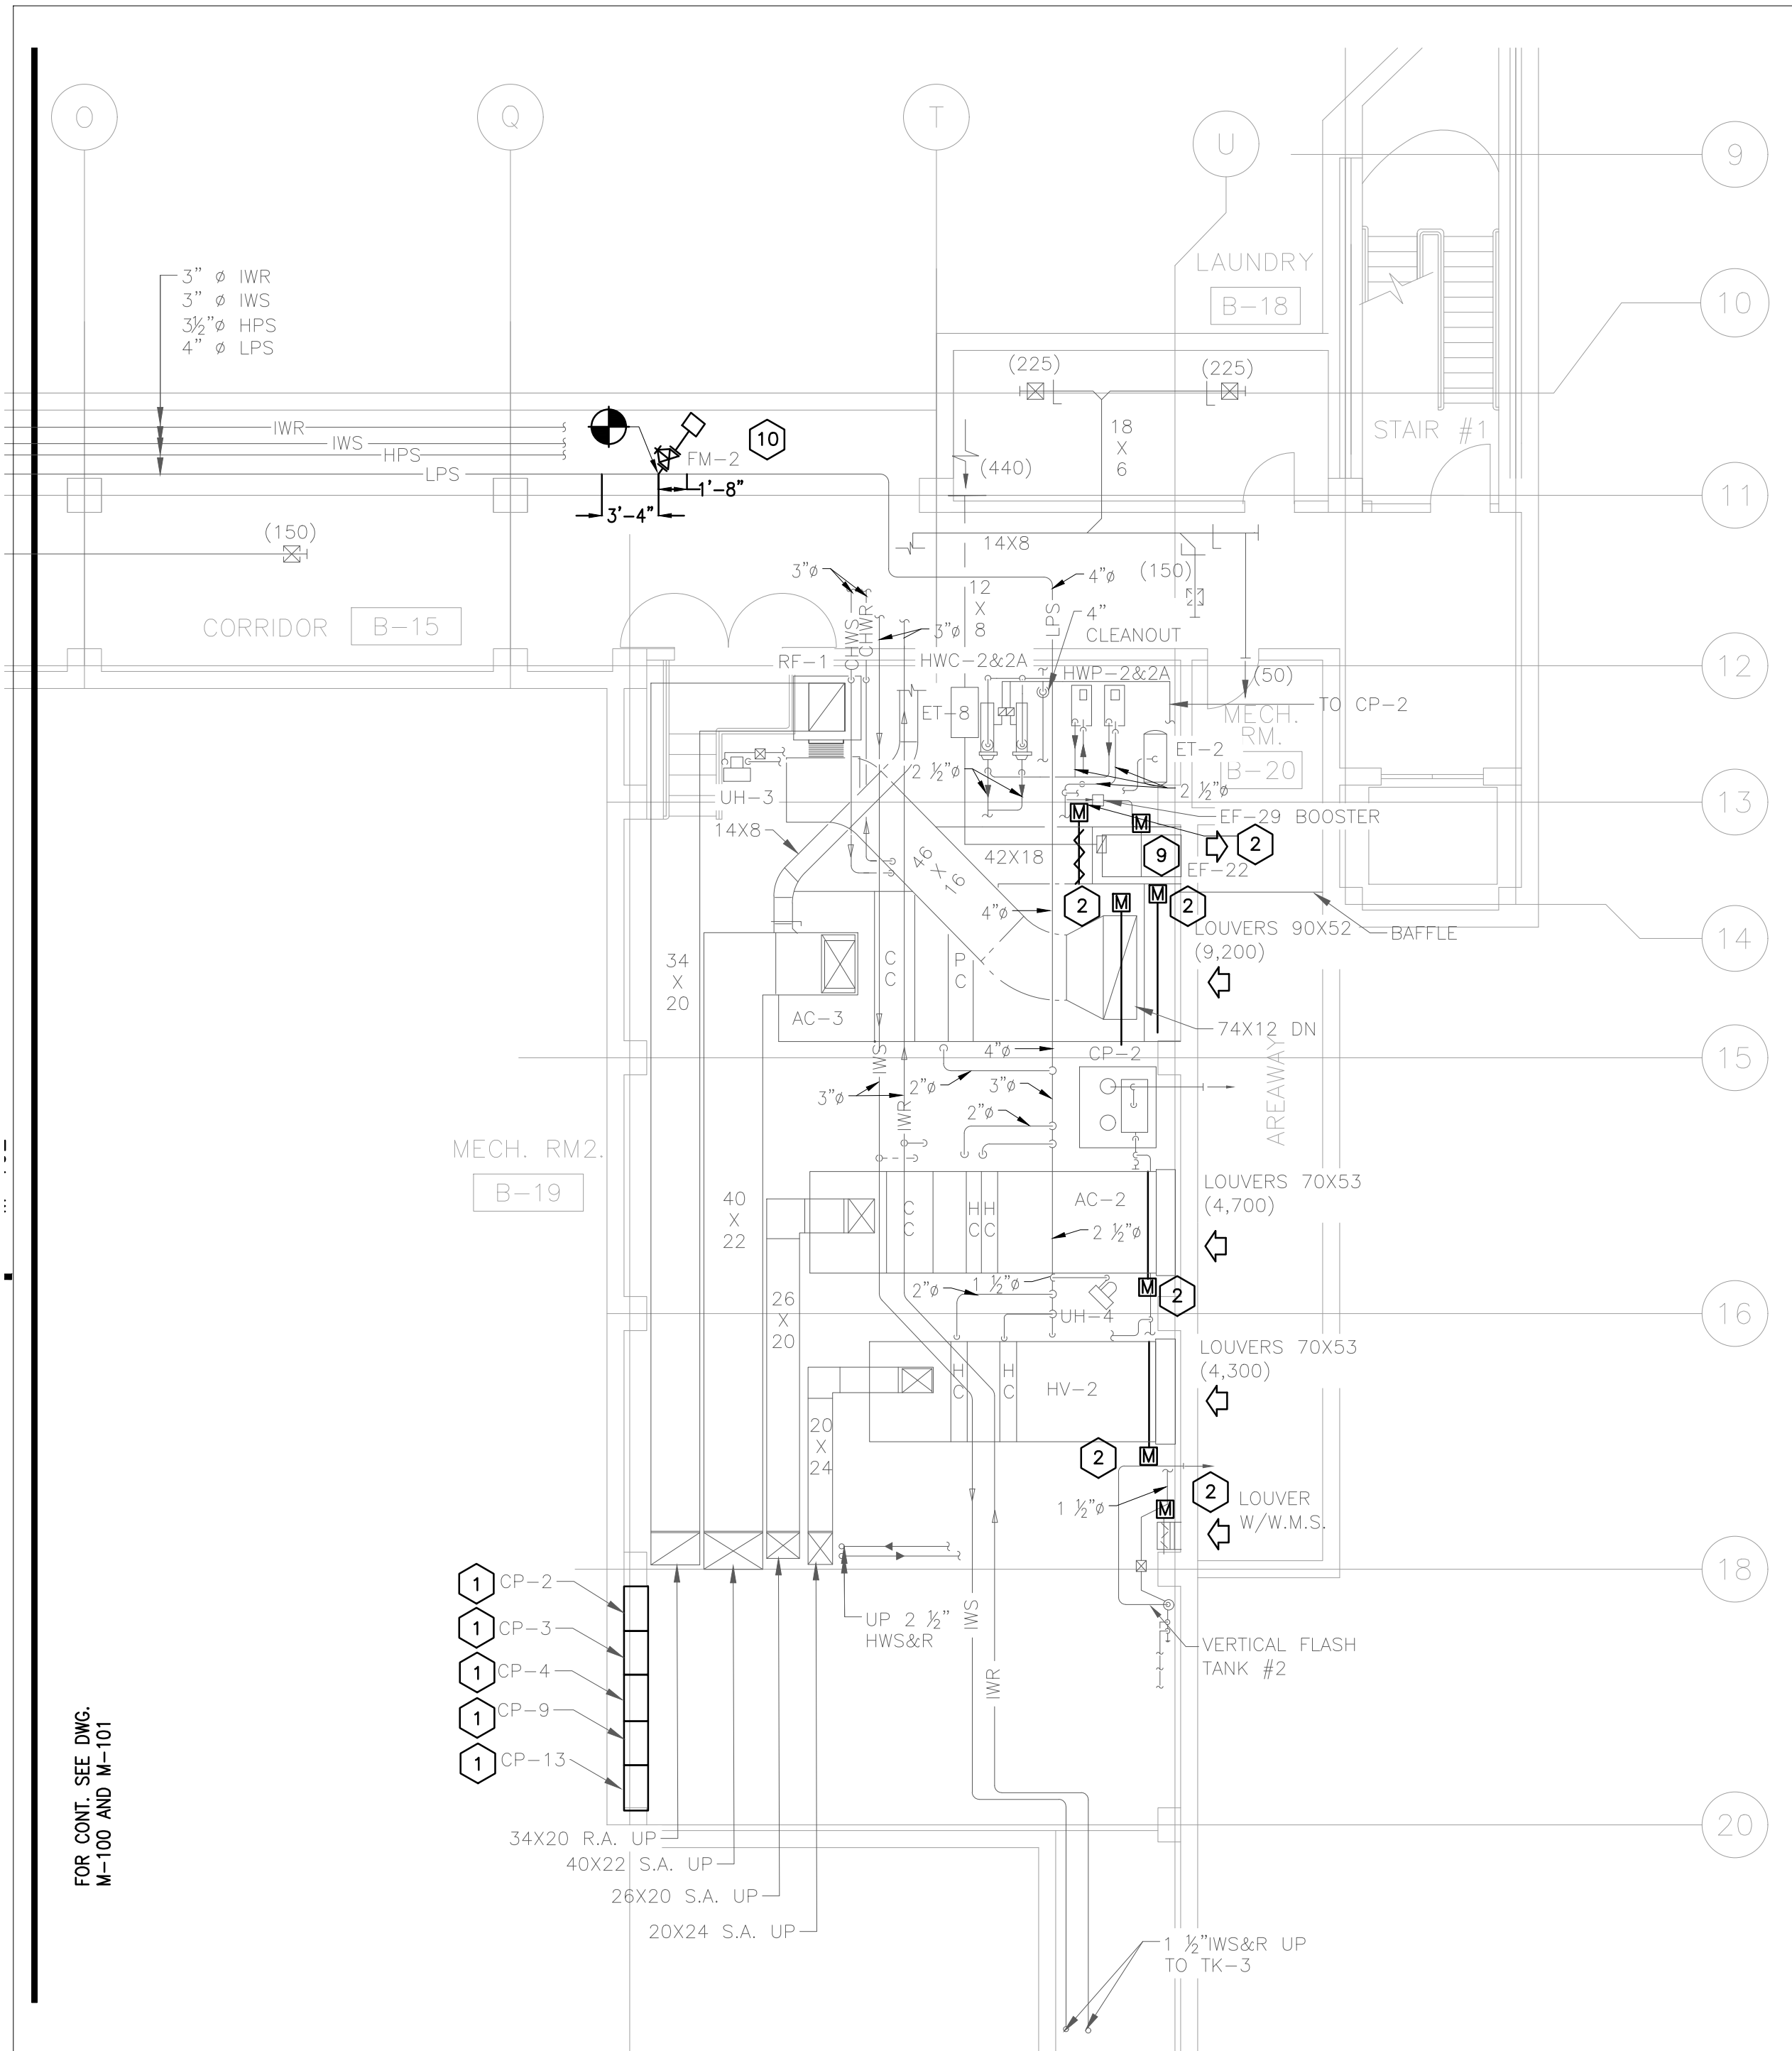 O
Q
T
U
9
10
11
12
13
14
15
16
18
20
3" ø IWR
3" ø IWS
3½"ø HPS
4" ø LPS
IWR
IWS
HPS
LPS
FM-2
10
1'-8"
3'-4"
(150)
CORRIDOR
B-15
LAUNDRY
B-18
(225)
(225)
18
X
6
(440)
STAIR #1
14X8
(150)
3"ø
CHWS
CHWR
3"ø
12
X
8
LPS
4"ø
4"
CLEANOUT
RF-1
HWC-2&2A
HWP-2&2A
(50)
TO CP-2
MECH.
RM.
B-20
ET-8
ET-2
2 ½"ø
2 ½"ø
UH-3
14X8
M
M
EF-29 BOOSTER
2
9
EF-22
46
X
16
42X18
4"ø
2
M
M
2
LOUVERS 90X52
(9,200)
BAFFLE
34
X
20
C
C
P
C
AC-3
74X12 DN
AREAWAY
IWS
4"ø
CP-2
2"ø
3"ø
3"ø
2"ø
IWR
MECH. RM2.
B-19
40
X
22
C
C
H
C
H
C
AC-2
LOUVERS 70X53
(4,700)
2 ½"ø
26
X
20
2"ø
1 ½"ø
M
2
UH-4
LOUVERS 70X53
(4,300)
H
C
H
C
HV-2
20
X
24
2
M
2
LOUVER
W/W.M.S.
1 ½"ø
M
1
CP-2
1
CP-3
1
CP-4
1
CP-9
1
CP-13
UP 2 ½"
HWS&R
IWS
IWR
VERTICAL FLASH
TANK #2
34X20 R.A. UP
40X22 S.A. UP
26X20 S.A. UP
20X24 S.A. UP
1 ½"IWS&R UP
TO TK-3
FOR CONT. SEE DWG.
M-100 AND M-101